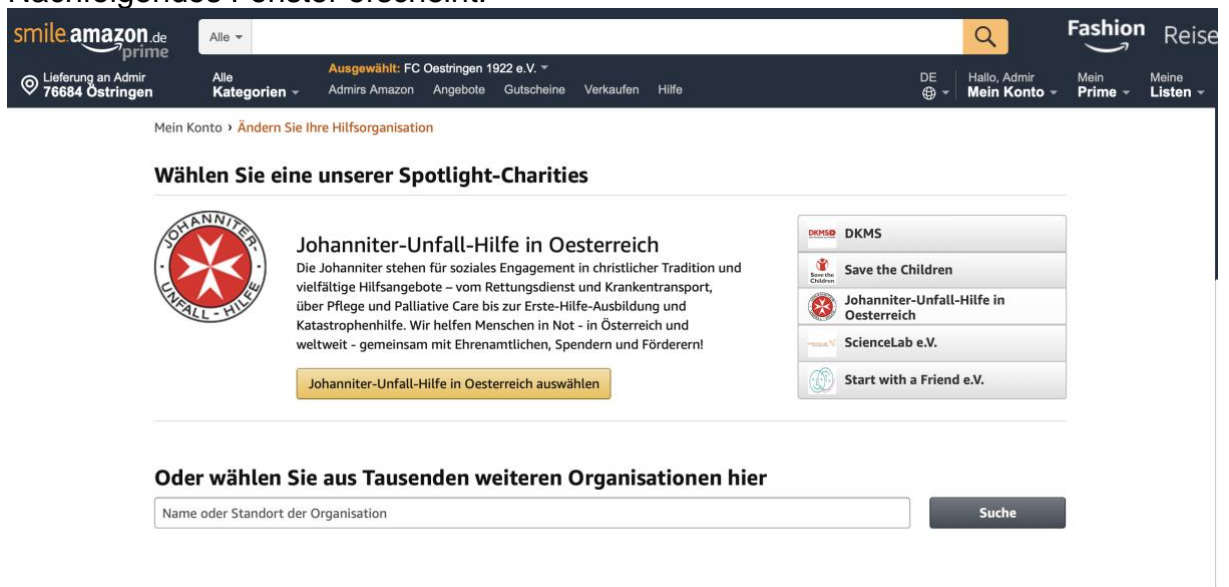 Nachfolgendes Fenster erscheint:
smile.amazon.de
prime
Alle
Fashion
Reise
Lieferung an Admir
76684 Östringen
Alle
Kategorien
Ausgewählt: FC Oestringen 1922 e.V.
Admirs Amazon Angebote Gutscheine Verkaufen Hilfe
DE
Hallo, Admir
Mein Konto
Mein
Prime
Meine
Listen
Mein Konto › Ändern Sie Ihre Hilfsorganisation
Wählen Sie eine unserer Spotlight-Charities
JOHANNITER-
UNFALL-HILFE
Johanniter-Unfall-Hilfe in Oesterreich
Die Johanniter stehen für soziales Engagement in christlicher Tradition und
vielfältige Hilfsangebote – vom Rettungsdienst und Krankentransport,
über Pflege und Palliative Care bis zur Erste-Hilfe-Ausbildung und
Katastrophenhilfe. Wir helfen Menschen in Not - in Österreich und
weltweit - gemeinsam mit Ehrenamtlichen, Spendern und Förderern!
Johanniter-Unfall-Hilfe in Oesterreich auswählen
DKMS DKMS
Save the Children
Save the Children
Johanniter-Unfall-Hilfe in
Oesterreich
ScienceLab e.V.
Start with a Friend e.V.
Oder wählen Sie aus Tausenden weiteren Organisationen hier
Name oder Standort der Organisation
Suche